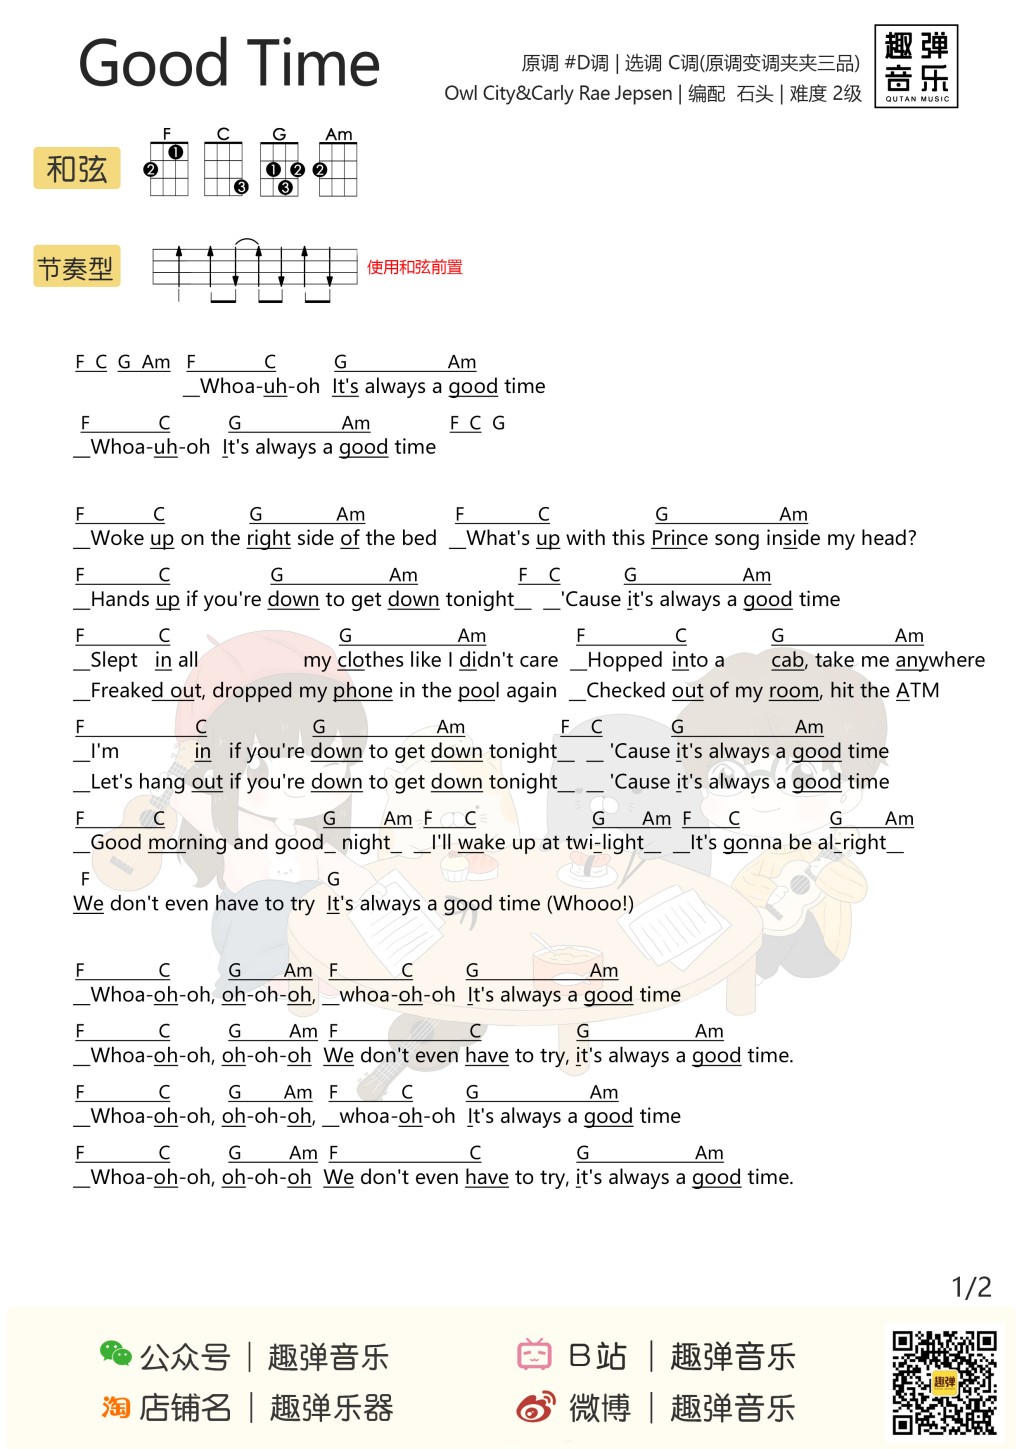 Good Time
原调 #D调 | 选调 C调(原调变调夹夹三品)
Owl City&Carly Rae Jepsen | 编配 石头 | 难度 2级
趣弹
音乐
QUTAN MUSIC
和弦
F C G Am
1 2 3 1 2 3 2
节奏型
使用和弦前置
F C G Am F C G Am
__Whoa-uh-oh It's always a good time
F C G Am F C G
__Whoa-uh-oh It's always a good time
F C G Am F C G Am
__Woke up on the right side of the bed __What's up with this Prince song inside my head?
F C G Am F C G Am
__Hands up if you're down to get down tonight__ __'Cause it's always a good time
F C G Am F C G Am
__Slept in all my clothes like I didn't care __Hopped into a cab, take me anywhere
__Freaked out, dropped my phone in the pool again __Checked out of my room, hit the ATM
F C G Am F C G Am
__I'm in if you're down to get down tonight__ __ 'Cause it's always a good time
__Let's hang out if you're down to get down tonight__ __ 'Cause it's always a good time
F C G Am F C G Am F C G Am
__Good morning and good_ night_ __I'll wake up at twi-light__ __It's gonna be al-right__
F G
We don't even have to try It's always a good time (Whooo!)
F C G Am F C G Am
__Whoa-oh-oh, oh-oh-oh, __whoa-oh-oh It's always a good time
F C G Am F C G Am
__Whoa-oh-oh, oh-oh-oh We don't even have to try, it's always a good time.
F C G Am F C G Am
__Whoa-oh-oh, oh-oh-oh, __whoa-oh-oh It's always a good time
F C G Am F C G Am
__Whoa-oh-oh, oh-oh-oh We don't even have to try, it's always a good time.
1/2
公众号 | 趣弹音乐 B站 | 趣弹音乐
淘 店铺名 | 趣弹乐器 微博 | 趣弹音乐
趣弹